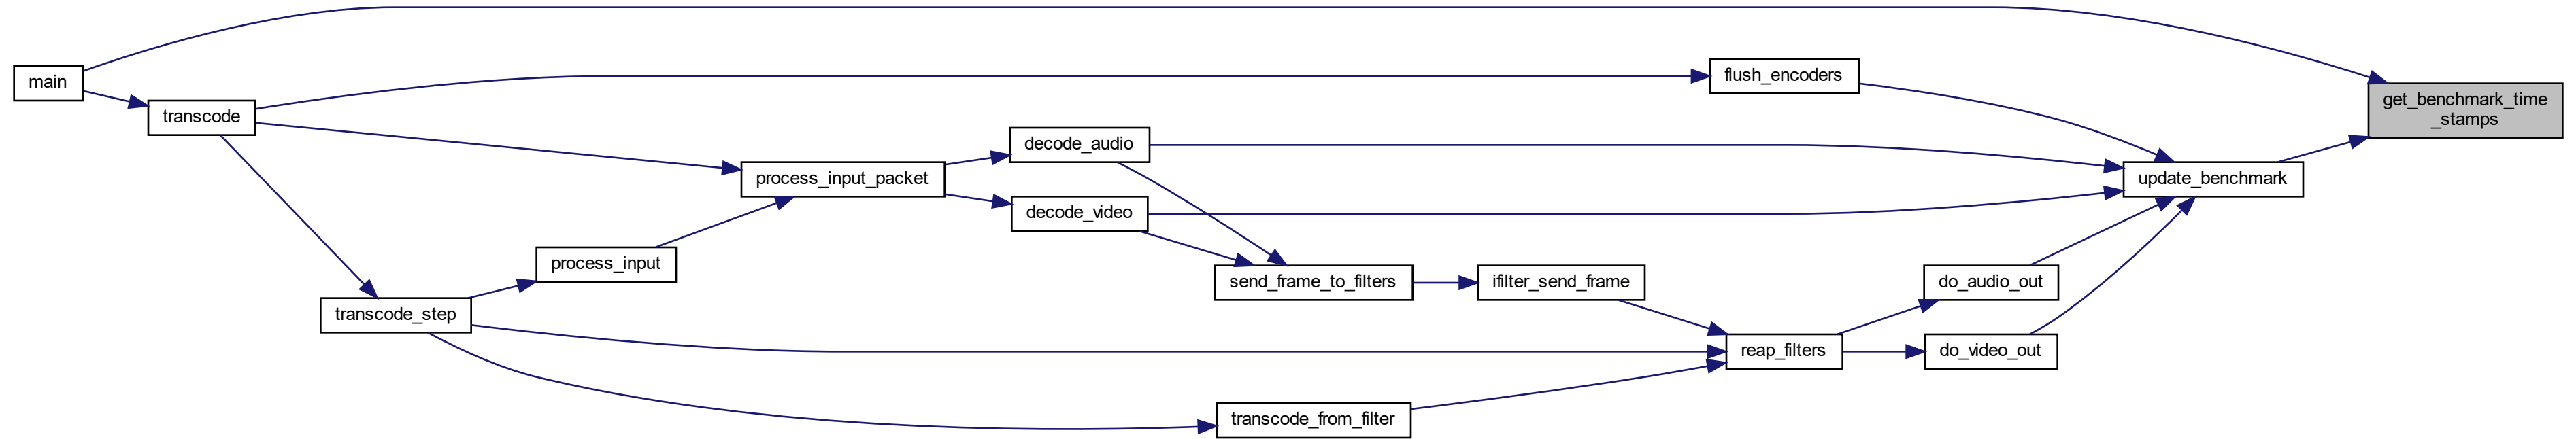 main
transcode
transcode_step
process_input
process_input_packet
decode_audio
decode_video
send_frame_to_filters
transcode_from_filter
ifilter_send_frame
flush_encoders
reap_filters
do_audio_out
do_video_out
update_benchmark
get_benchmark_time
_stamps